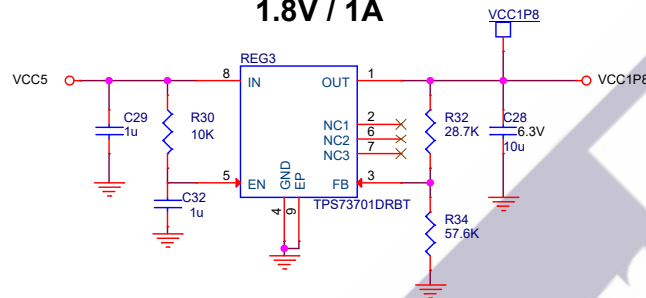 1.8V / 1A
VCC1P8
REG3
VCC5
8
IN
OUT
1
VCC1P8
C29
1u
R30
10K
NC1
2
NC2
6
NC3
7
R32
28.7K
C28
6.3V
10u
5
EN
GND
EP
FB
3
C32
1u
4
9
TPS73701DRBT
R34
57.6K